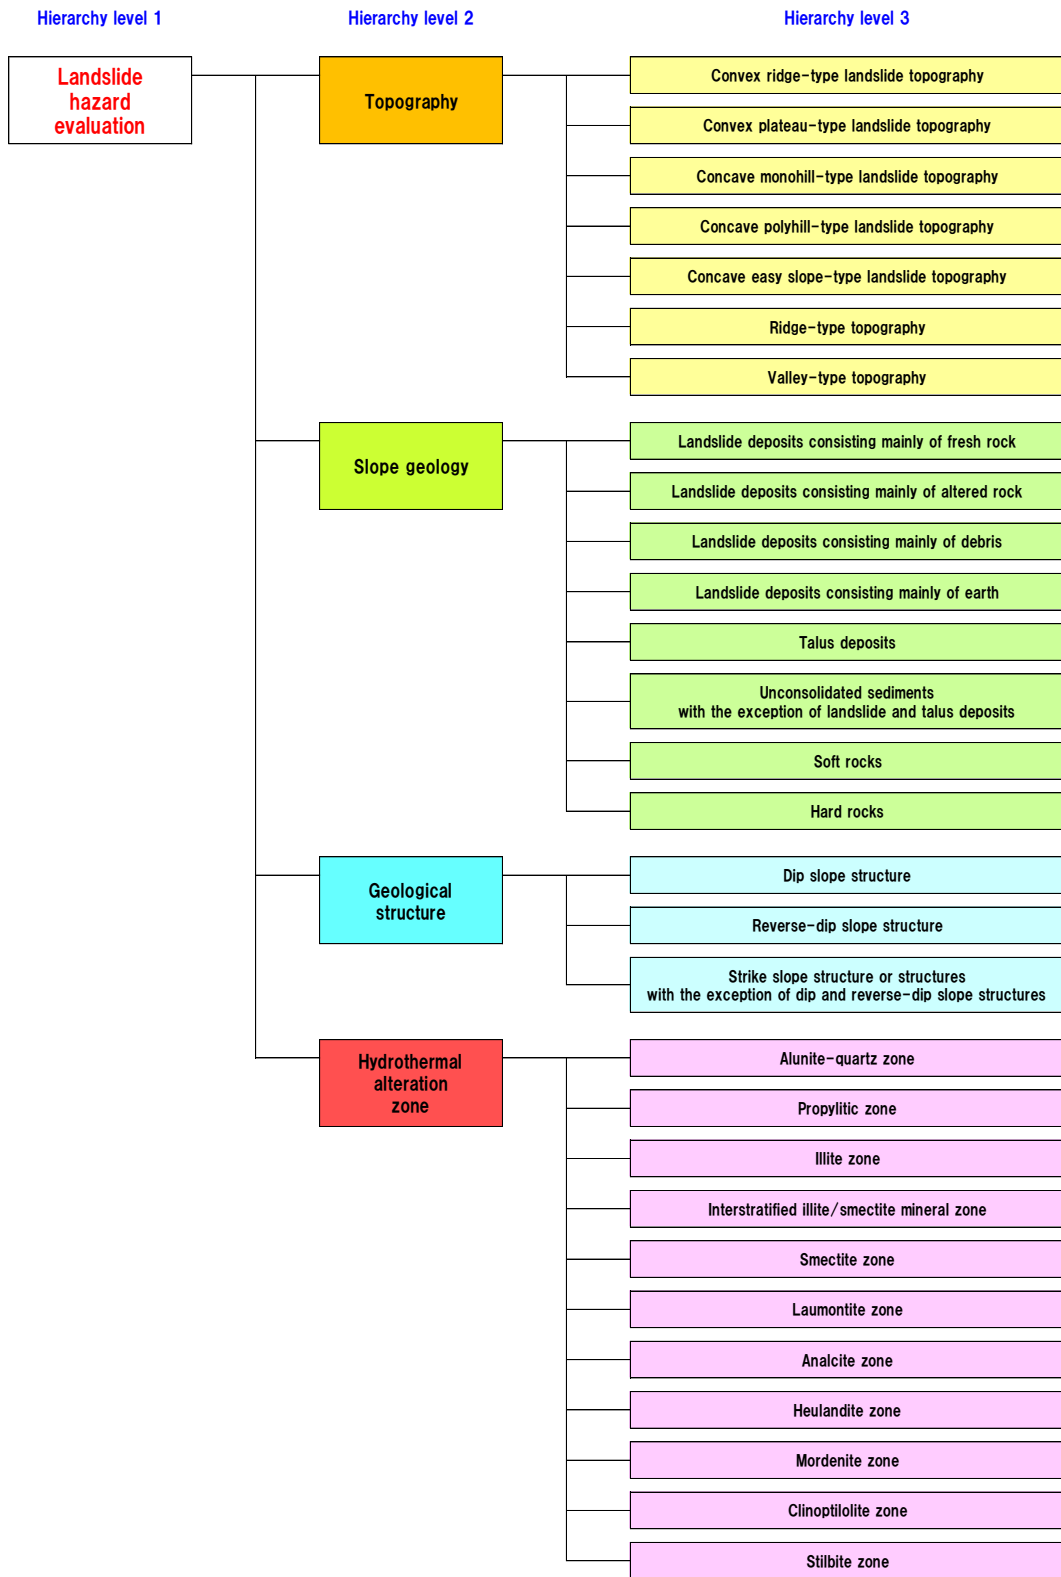 Hierarchy level 1
Hierarchy level 2
Hierarchy level 3
Landslide
hazard
evaluation
Topography
Convex ridge-type landslide topography
Convex plateau-type landslide topography
Concave monohill-type landslide topography
Concave polyhill-type landslide topography
Concave easy slope-type landslide topography
Ridge-type topography
Valley-type topography
Slope geology
Landslide deposits consisting mainly of fresh rock
Landslide deposits consisting mainly of altered rock
Landslide deposits consisting mainly of debris
Landslide deposits consisting mainly of earth
Talus deposits
Unconsolidated sediments
with the exception of landslide and talus deposits
Soft rocks
Hard rocks
Geological
structure
Dip slope structure
Reverse-dip slope structure
Strike slope structure or structures
with the exception of dip and reverse-dip slope structures
Hydrothermal
alteration
zone
Alunite-quartz zone
Propylitic zone
Illite zone
Interstratified illite/smectite mineral zone
Smectite zone
Laumontite zone
Analcite zone
Heulandite zone
Mordenite zone
Clinoptilolite zone
Stilbite zone